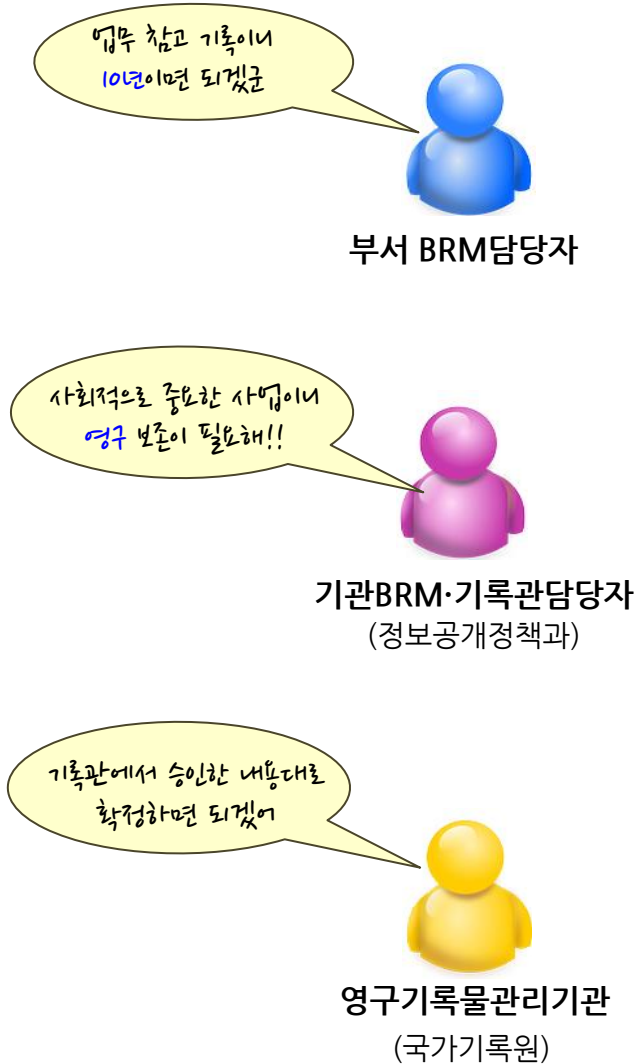 업무 참고 기록이니
10년이면 되겠군
부서 BRM담당자
사회적으로 중요한 사업이니
영구 보존이 필요해!!
기관BRM·기록관담당자
(정보공개정책과)
기록관에서 승인한 내용대로
확정하면 되겠어
영구기록물관리기관
(국가기록원)